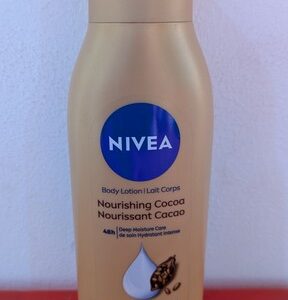 NIVEA
Body Lotion | Lait Corps
Nourishing Cocoa
Nourissant Cacao
48h Deep Moisture Care
de soin Hydratant Intense